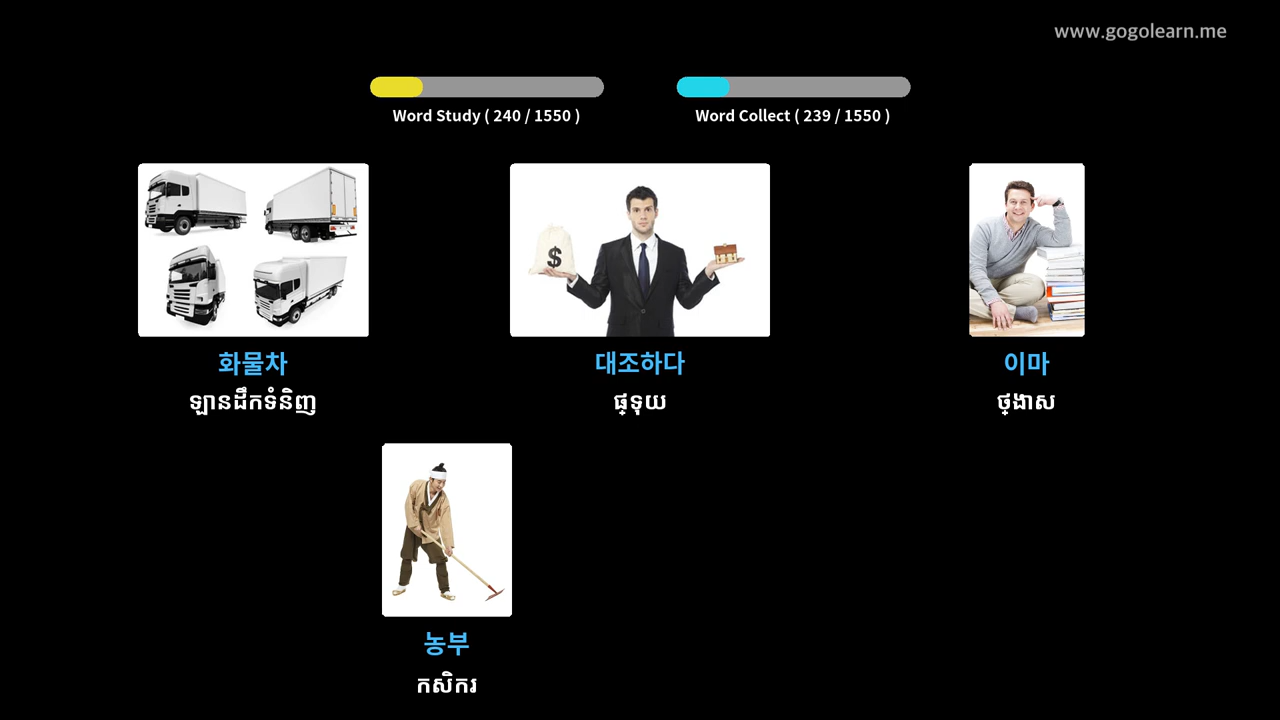 www.gogolearn.me
Word Study ( 240 / 1550 )
Word Collect ( 239 / 1550 )
$
화물차
ឡានដឹកទំនិញ
대조하다
ផ្ទុយ
이마
ថ្ងាស
농부
កសិករ